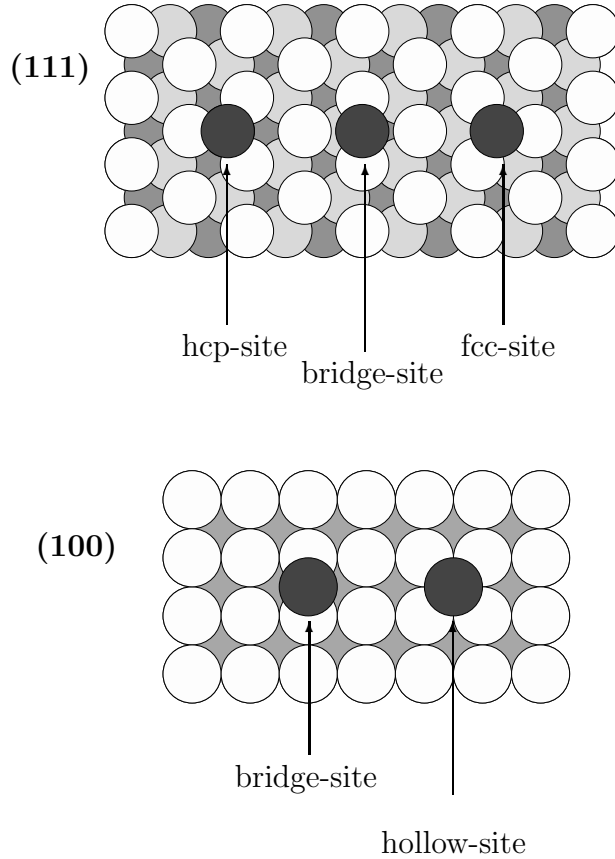 (111)
hcp-site
fcc-site
bridge-site
(100)
bridge-site
hollow-site